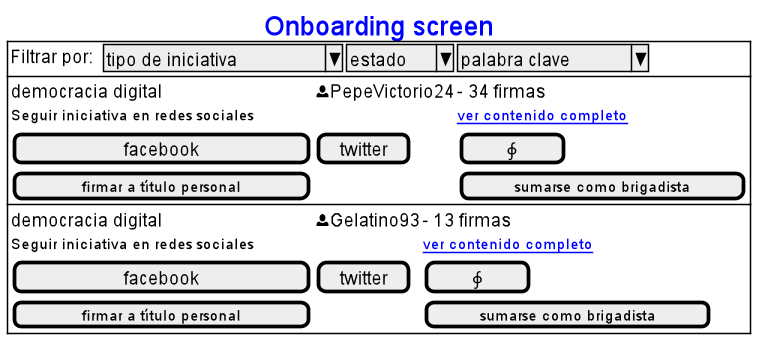 Onboarding screen
Filtrar por: tipo de iniciativa ▼ estado ▼ palabra clave ▼
democracia digital PepeVictorio24 - 34 firmas
Seguir iniciativa en redes sociales ver contenido completo
facebook twitter ∮
firmar a título personal sumarse como brigadista
democracia digital Gelatino93 - 13 firmas
Seguir iniciativa en redes sociales ver contenido completo
facebook twitter ∮
firmar a título personal sumarse como brigadista